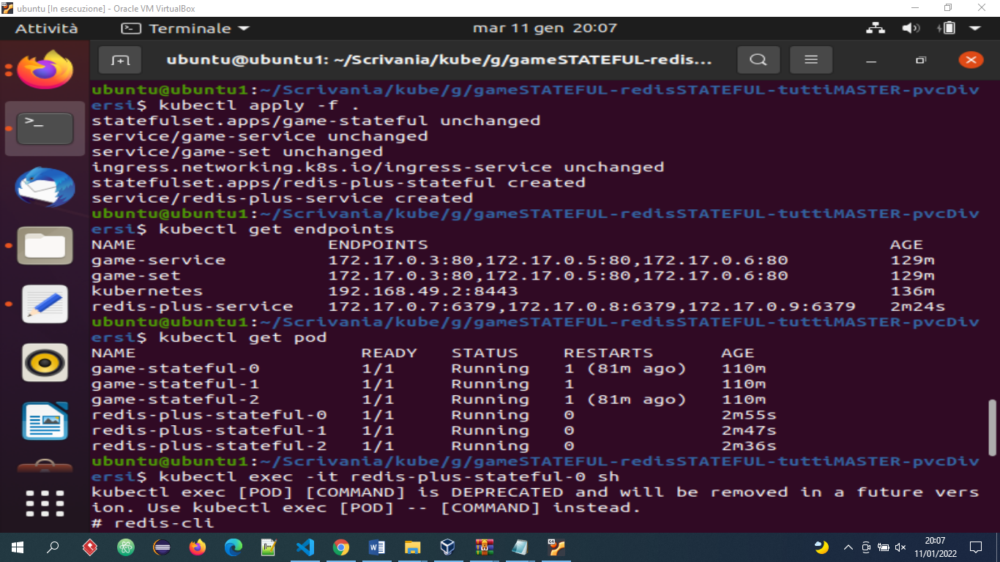 ubuntu [In esecuzione] - Oracle VM VirtualBox
Attività Terminale mar 11 gen 20:07
ubuntu@ubuntu1: ~/Scrivania/kube/g/gameSTATEFUL-redis...
ubuntu@ubuntu1:~/Scrivania/kube/g/gameSTATEFUL-redisSTATEFUL-tuttiMASTER-pvcDiv
ersi$ kubectl apply -f .
statefulset.apps/game-stateful unchanged
service/game-service unchanged
service/game-set unchanged
ingress.networking.k8s.io/ingress-service unchanged
statefulset.apps/redis-plus-stateful created
service/redis-plus-service created
ubuntu@ubuntu1:~/Scrivania/kube/g/gameSTATEFUL-redisSTATEFUL-tuttiMASTER-pvcDiv
ersi$ kubectl get endpoints
NAME ENDPOINTS AGE
game-service 172.17.0.3:80,172.17.0.5:80,172.17.0.6:80 129m
game-set 172.17.0.3:80,172.17.0.5:80,172.17.0.6:80 129m
kubernetes 192.168.49.2:8443 136m
redis-plus-service 172.17.0.7:6379,172.17.0.8:6379,172.17.0.9:6379 2m24s
ubuntu@ubuntu1:~/Scrivania/kube/g/gameSTATEFUL-redisSTATEFUL-tuttiMASTER-pvcDiv
ersi$ kubectl get pod
NAME READY STATUS RESTARTS AGE
game-stateful-0 1/1 Running 1 (81m ago) 110m
game-stateful-1 1/1 Running 1 110m
game-stateful-2 1/1 Running 1 (81m ago) 110m
redis-plus-stateful-0 1/1 Running 0 2m55s
redis-plus-stateful-1 1/1 Running 0 2m47s
redis-plus-stateful-2 1/1 Running 0 2m36s
ubuntu@ubuntu1:~/Scrivania/kube/g/gameSTATEFUL-redisSTATEFUL-tuttiMASTER-pvcDiv
ersi$ kubectl exec -it redis-plus-stateful-0 sh
kubectl exec [POD] [COMMAND] is DEPRECATED and will be removed in a future vers
ion. Use kubectl exec [POD] -- [COMMAND] instead.
# redis-cli
20:07
11/01/2022